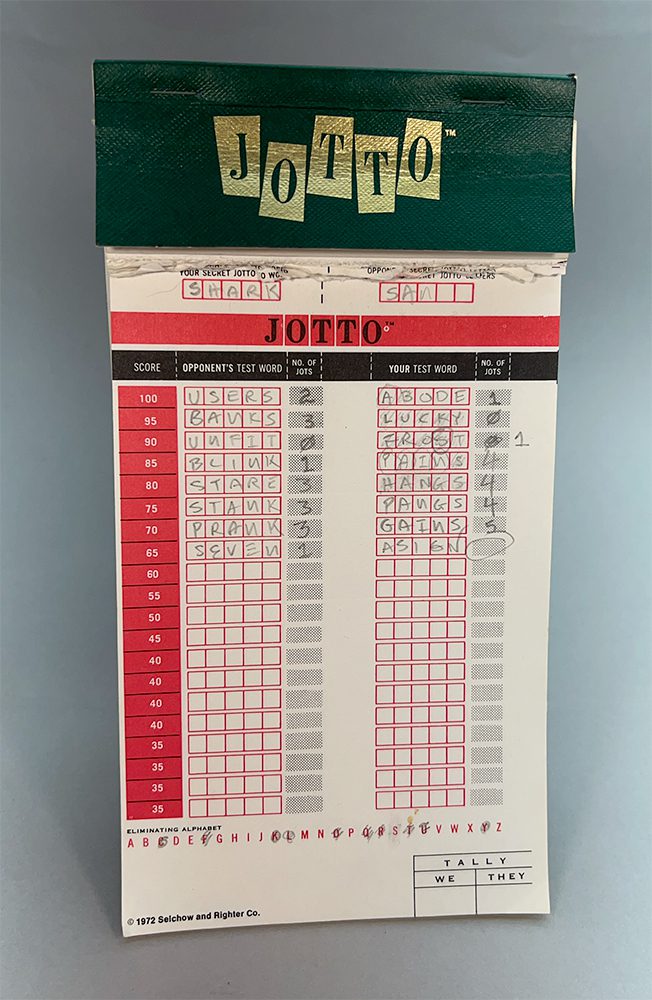 JOTTO™
YOUR SECRET JOTTO
SHARK SAN
JOTTO™
SCORE OPPONENT'S TEST WORD NO. OF JOTS YOUR TEST WORD NO. OF JOTS
100 USERS 2 ABODE 1
95 BANKS 3 LUCKY 0
90 UNFIT 0 FROST 0 1
85 BLINK 1 PAINS 4
80 STARE 3 HANGS 4
75 STANK 3 PANGS 4
70 PRANK 3 GAINS 5
65 SEVEN 1 ASIGN
60
55
50
45
40
40
40
40
35
35
35
35
ELIMINATING ALPHABET
A B C D E F G H I J K L M N O P Q R S T U V W X Y Z
TALLY
WE THEY
© 1972 Selchow and Righter Co.